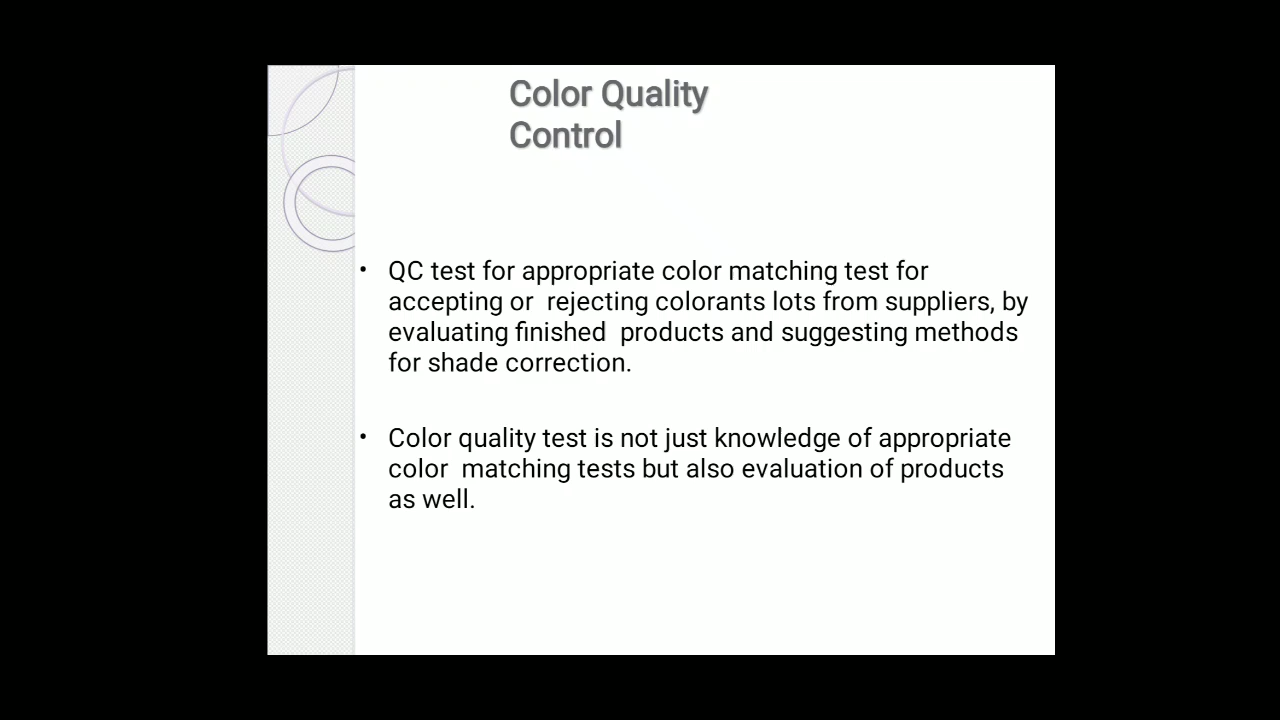 Color Quality
Control
• QC test for appropriate color matching test for
accepting or  rejecting colorants lots from suppliers, by
evaluating finished  products and suggesting methods
for shade correction.
• Color quality test is not just knowledge of appropriate
color  matching tests but also evaluation of products
as well.